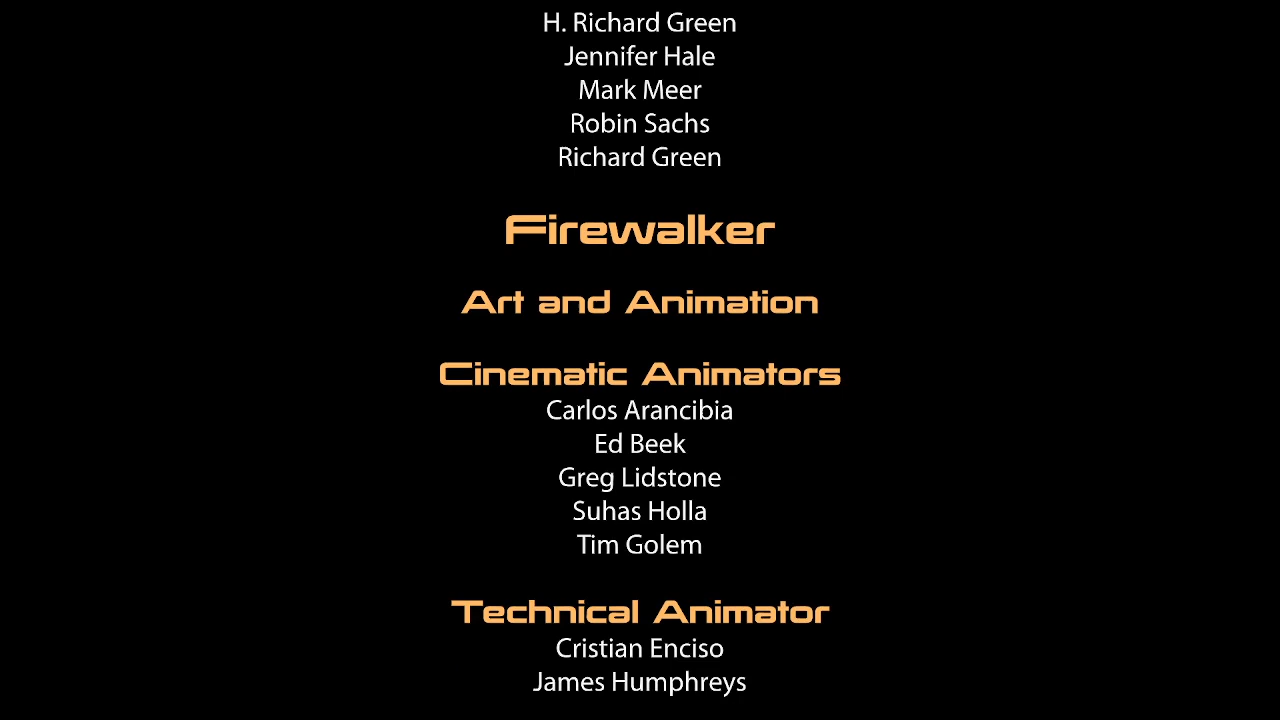 H. Richard Green
Jennifer Hale
Mark Meer
Robin Sachs
Richard Green
Firewalker
Art and Animation
Cinematic Animators
Carlos Arancibia
Ed Beek
Greg Lidstone
Suhas Holla
Tim Golem
Technical Animator
Cristian Enciso
James Humphreys